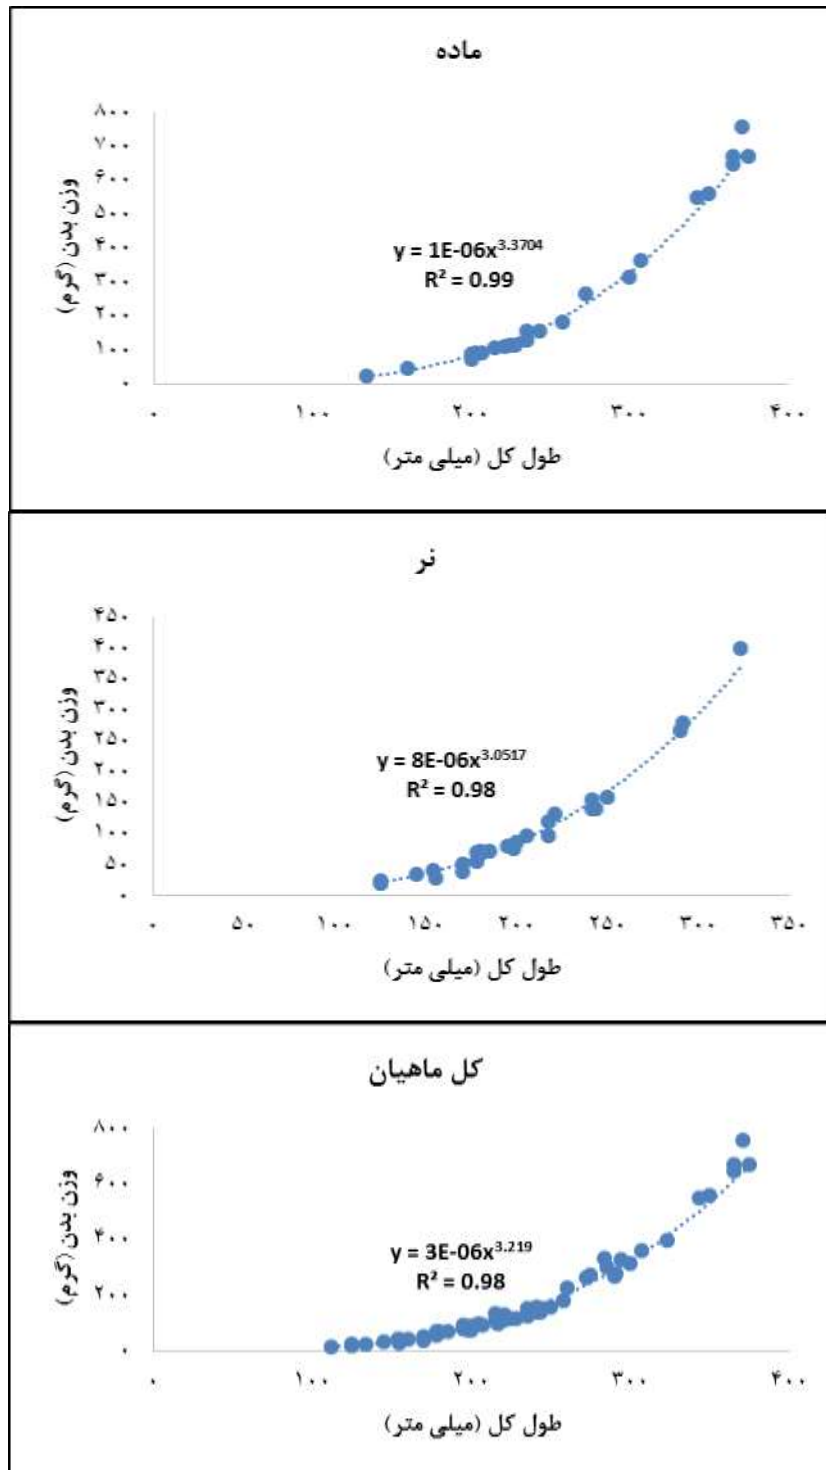 ماده
۸۰۰
۷۰۰
۶۰۰
۵۰۰
۴۰۰
۳۰۰
۲۰۰
۱۰۰
۰
وزن بدن (گرم)
y = 1E-06x^3.3704
R² = 0.99
۰ ۱۰۰ ۲۰۰ ۳۰۰ ۴۰۰
طول کل (میلی متر)
نر
۴۵۰
۴۰۰
۳۵۰
۳۰۰
۲۵۰
۲۰۰
۱۵۰
۱۰۰
۵۰
۰
وزن بدن (گرم)
y = 8E-06x^3.0517
R² = 0.98
۰ ۵۰ ۱۰۰ ۱۵۰ ۲۰۰ ۲۵۰ ۳۰۰ ۳۵۰
طول کل (میلی متر)
کل ماهیان
۸۰۰
۶۰۰
۴۰۰
۲۰۰
۰
وزن بدن (گرم)
y = 3E-06x^3.219
R² = 0.98
۰ ۱۰۰ ۲۰۰ ۳۰۰ ۴۰۰
طول کل (میلی متر)